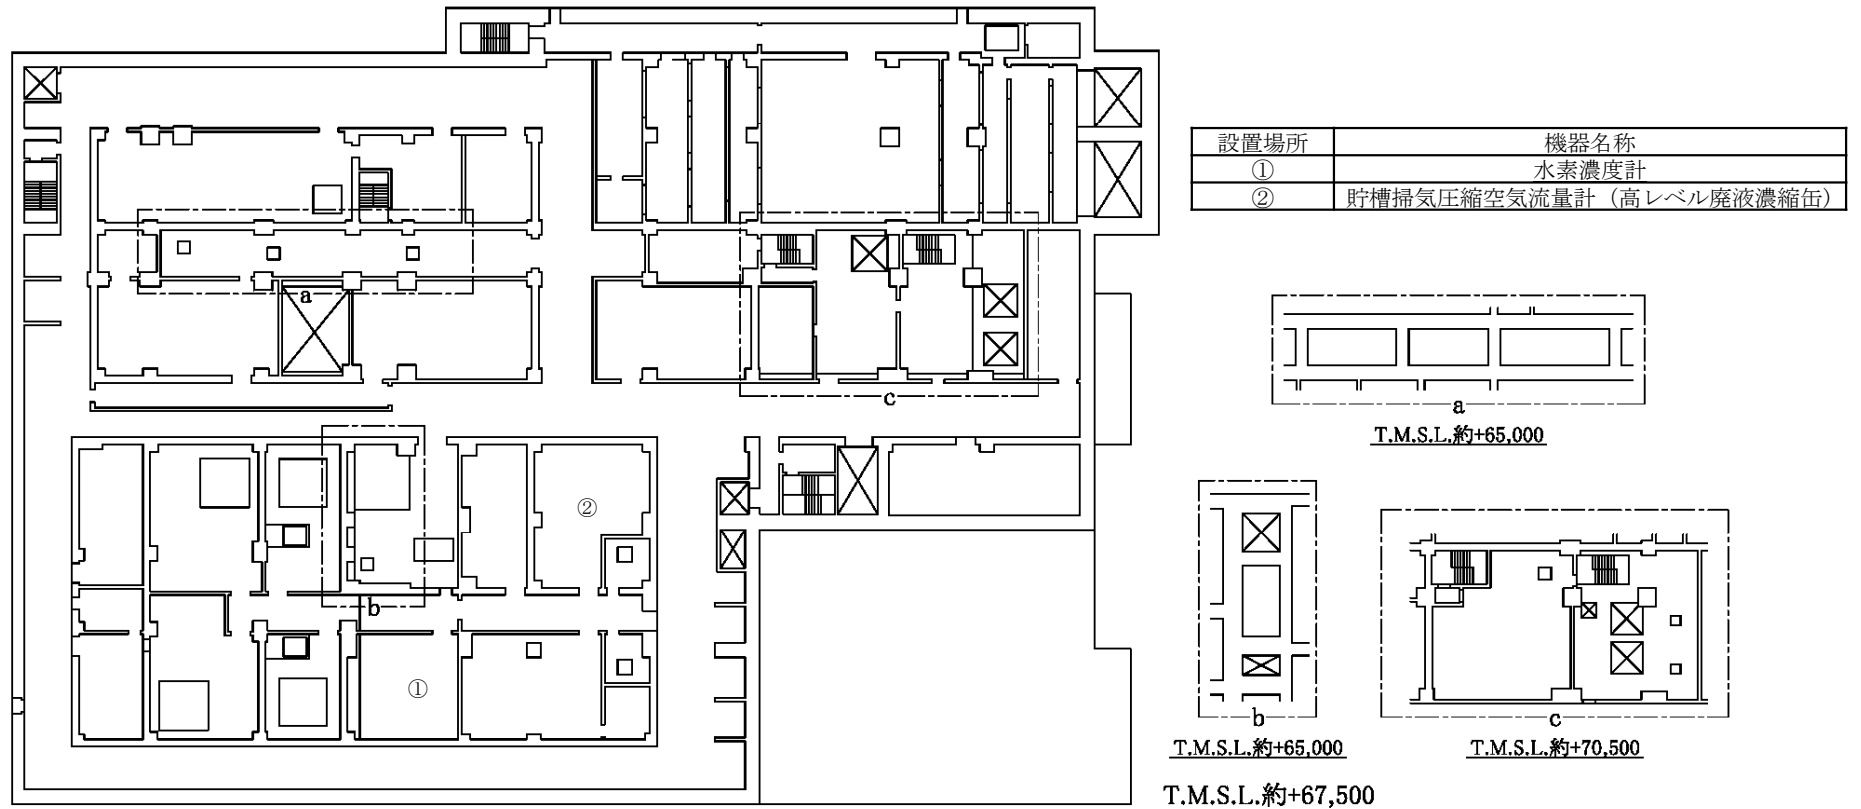 設置場所 機器名称
① 水素濃度計
② 貯槽掃気圧縮空気流量計（高レベル廃液濃縮缶）
a
c
b
②
①
a
T.M.S.L.約+65,000
b
T.M.S.L.約+65,000
c
T.M.S.L.約+70,500
T.M.S.L.約+67,500